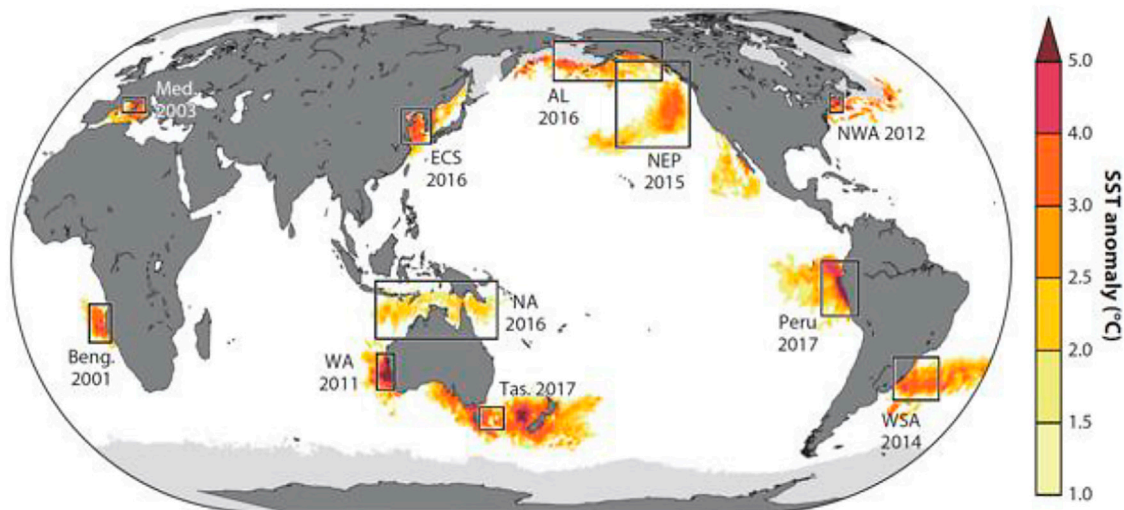 Med.
2003
ECS
2016
AL
2016
NEP
2015
NWA 2012
Beng.
2001
NA
2016
WA
2011
Tas. 2017
Peru
2017
WSA
2014
5.0
4.0
3.0
2.5
2.0
1.5
1.0
SST anomaly (°C)